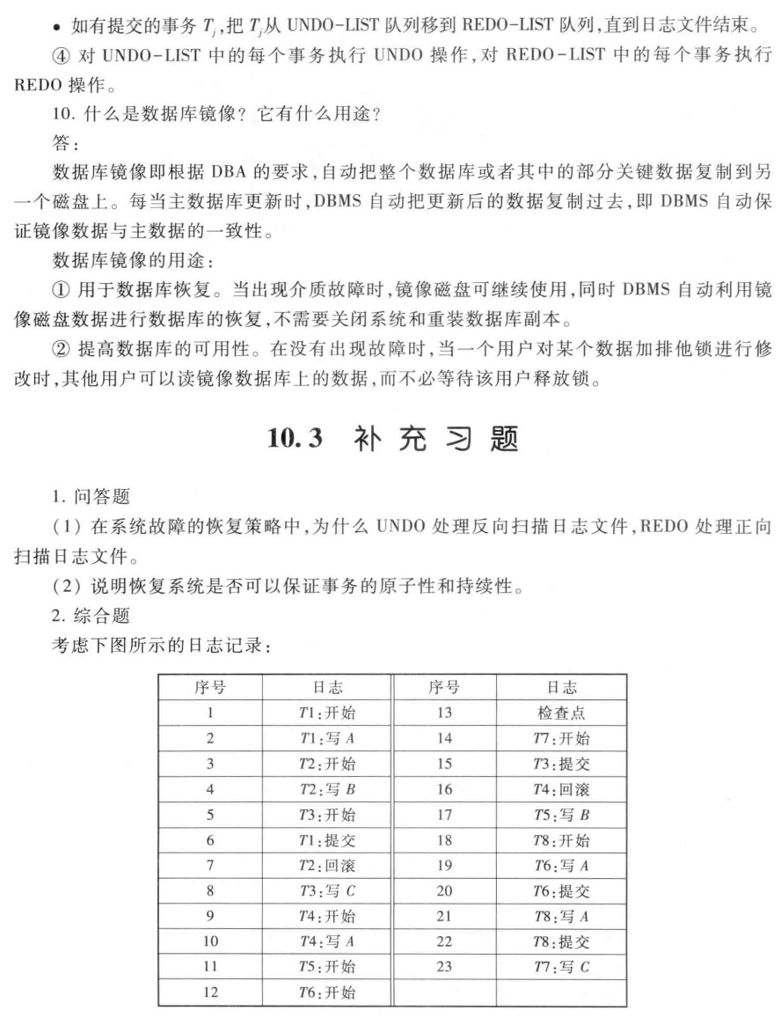 • 如有提交的事务 Tj,把 Tj从 UNDO-LIST 队列移到 REDO-LIST 队列,直到日志文件结束。
④ 对 UNDO-LIST 中的每个事务执行 UNDO 操作,对 REDO-LIST 中的每个事务执行
REDO 操作。
10. 什么是数据库镜像? 它有什么用途?
答:
数据库镜像即根据 DBA 的要求,自动把整个数据库或者其中的部分关键数据复制到另
一个磁盘上。每当主数据库更新时,DBMS 自动把更新后的数据复制过去,即 DBMS 自动保
证镜像数据与主数据的一致性。
数据库镜像的用途:
① 用于数据库恢复。当出现介质故障时,镜像磁盘可继续使用,同时 DBMS 自动利用镜
像磁盘数据进行数据库的恢复,不需要关闭系统和重装数据库副本。
② 提高数据库的可用性。在没有出现故障时,当一个用户对某个数据加排他锁进行修
改时,其他用户可以读镜像数据库上的数据,而不必等待该用户释放锁。
10.3 补充习题
1. 问答题
(1) 在系统故障的恢复策略中,为什么 UNDO 处理反向扫描日志文件,REDO 处理正向
扫描日志文件。
(2) 说明恢复系统是否可以保证事务的原子性和持续性。
2. 综合题
考虑下图所示的日志记录:
序号 日志 序号 日志
1 T1:开始 13 检查点
2 T1:写 A 14 T7:开始
3 T2:开始 15 T3:提交
4 T2:写 B 16 T4:回滚
5 T3:开始 17 T5:写 B
6 T1:提交 18 T8:开始
7 T2:回滚 19 T6:写 A
8 T3:写 C 20 T6:提交
9 T4:开始 21 T8:写 A
10 T4:写 A 22 T8:提交
11 T5:开始 23 T7:写 C
12 T6:开始